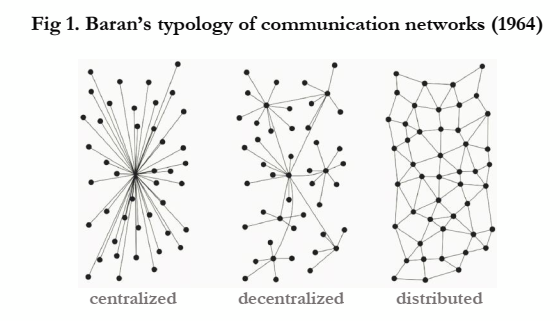 Fig 1. Baran’s typology of communication networks (1964)
centralized decentralized distributed